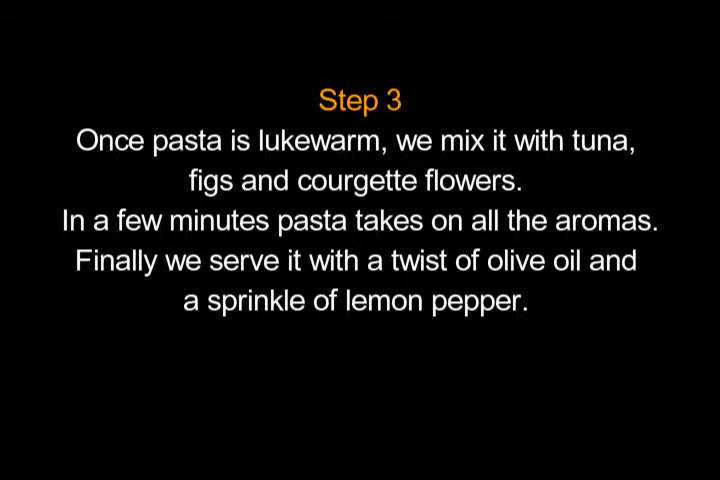 Step 3
Once pasta is lukewarm, we mix it with tuna,
figs and courgette flowers.
In a few minutes pasta takes on all the aromas.
Finally we serve it with a twist of olive oil and
a sprinkle of lemon pepper.